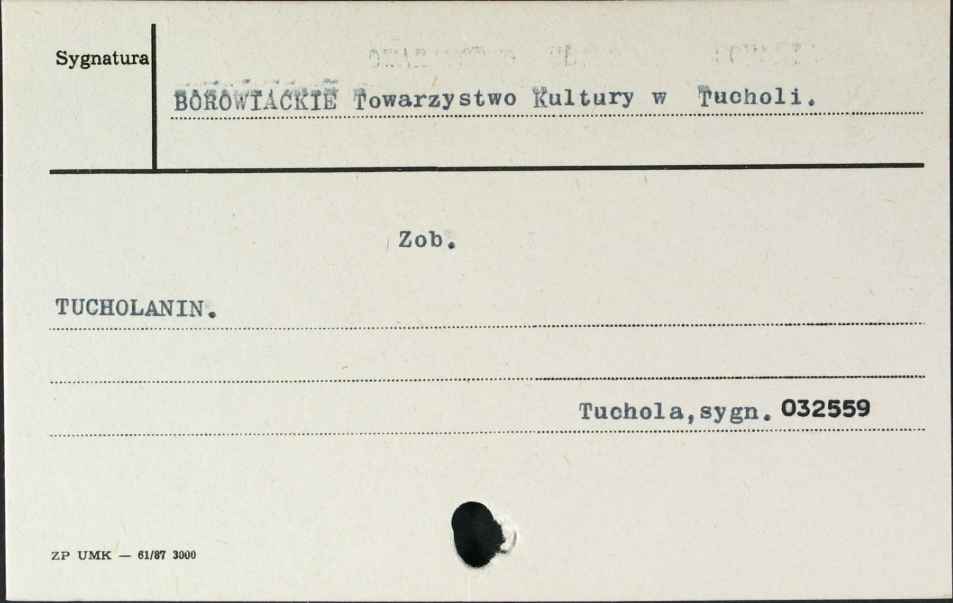 Sygnatura
BOROWIACKIE Towarzystwo Kultury w Tucholi.
Zob.
TUCHOLANIN.
Tuchola,sygn. 032559
ZP UMK — 61/87 3000